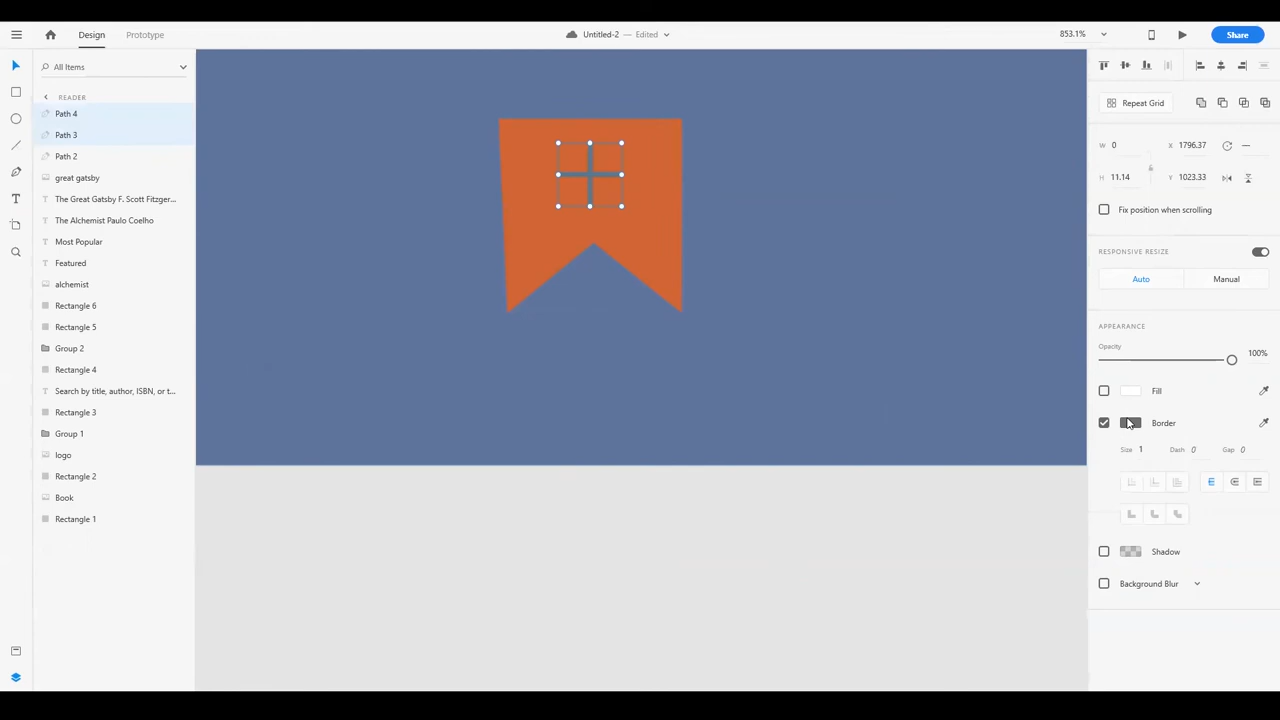 Design
Prototype
Untitled-2 — Edited
853.1%
Share
All Items
READER
Path 4
Path 3
Path 2
great gatsby
The Great Gatsby F. Scott Fitzger...
The Alchemist Paulo Coelho
Most Popular
Featured
alchemist
Rectangle 6
Rectangle 5
Group 2
Rectangle 4
Search by title, author, ISBN, or t...
Rectangle 3
Group 1
logo
Rectangle 2
Book
Rectangle 1
Repeat Grid
W 0 X 1796.37
H 11.14 Y 1023.33
Fix position when scrolling
RESPONSIVE RESIZE
Auto Manual
APPEARANCE
Opacity
100%
Fill
Border
Size 1 Dash 0 Gap 0
Shadow
Background Blur